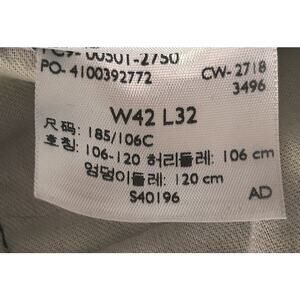 PC9- 00501-2750
PO- 4100392772
CW- 2718
3496
W42 L32
尺码: 185/106C
호칭: 106-120 허리둘레: 106 cm
엉덩이둘레: 120 cm
S40196
AD